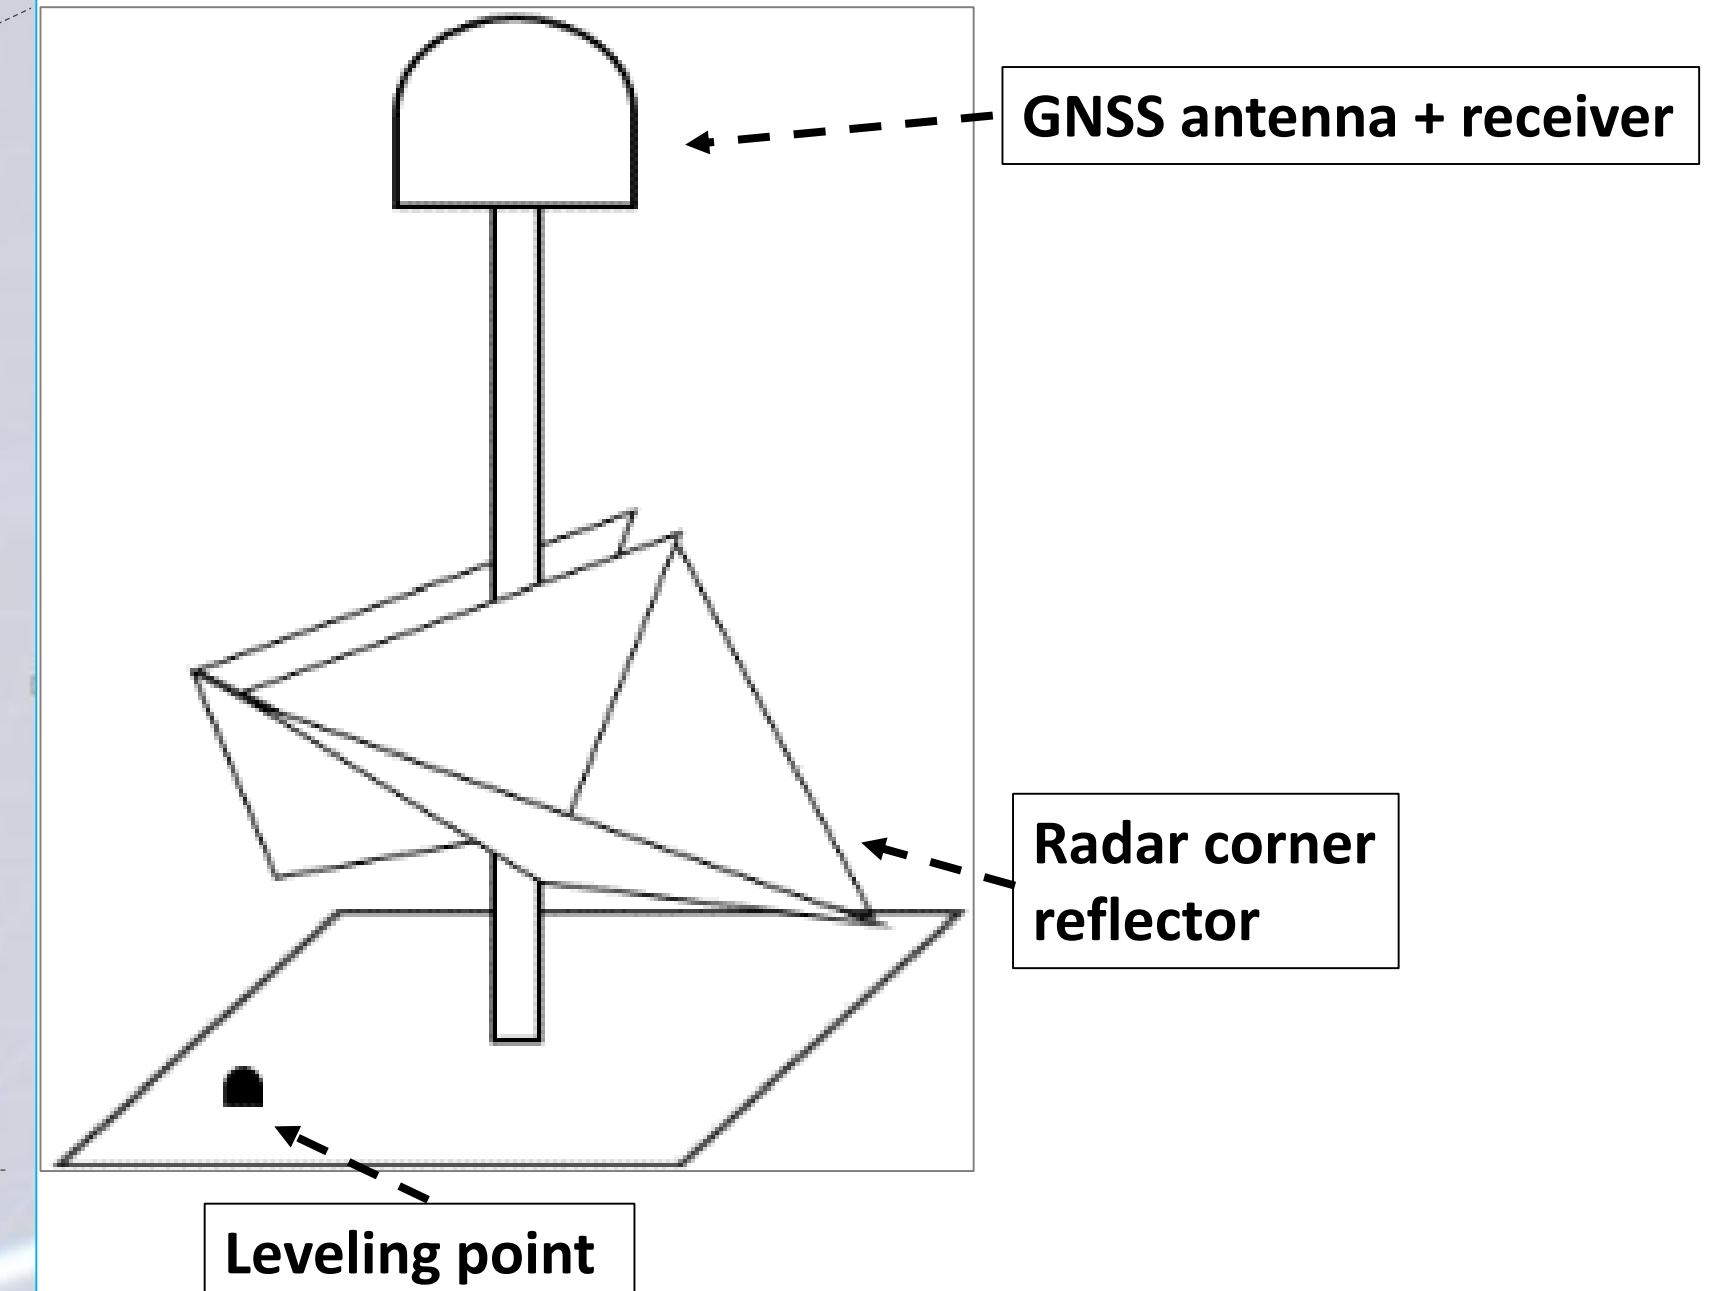 GNSS antenna + receiver
Radar corner
reflector
Leveling point